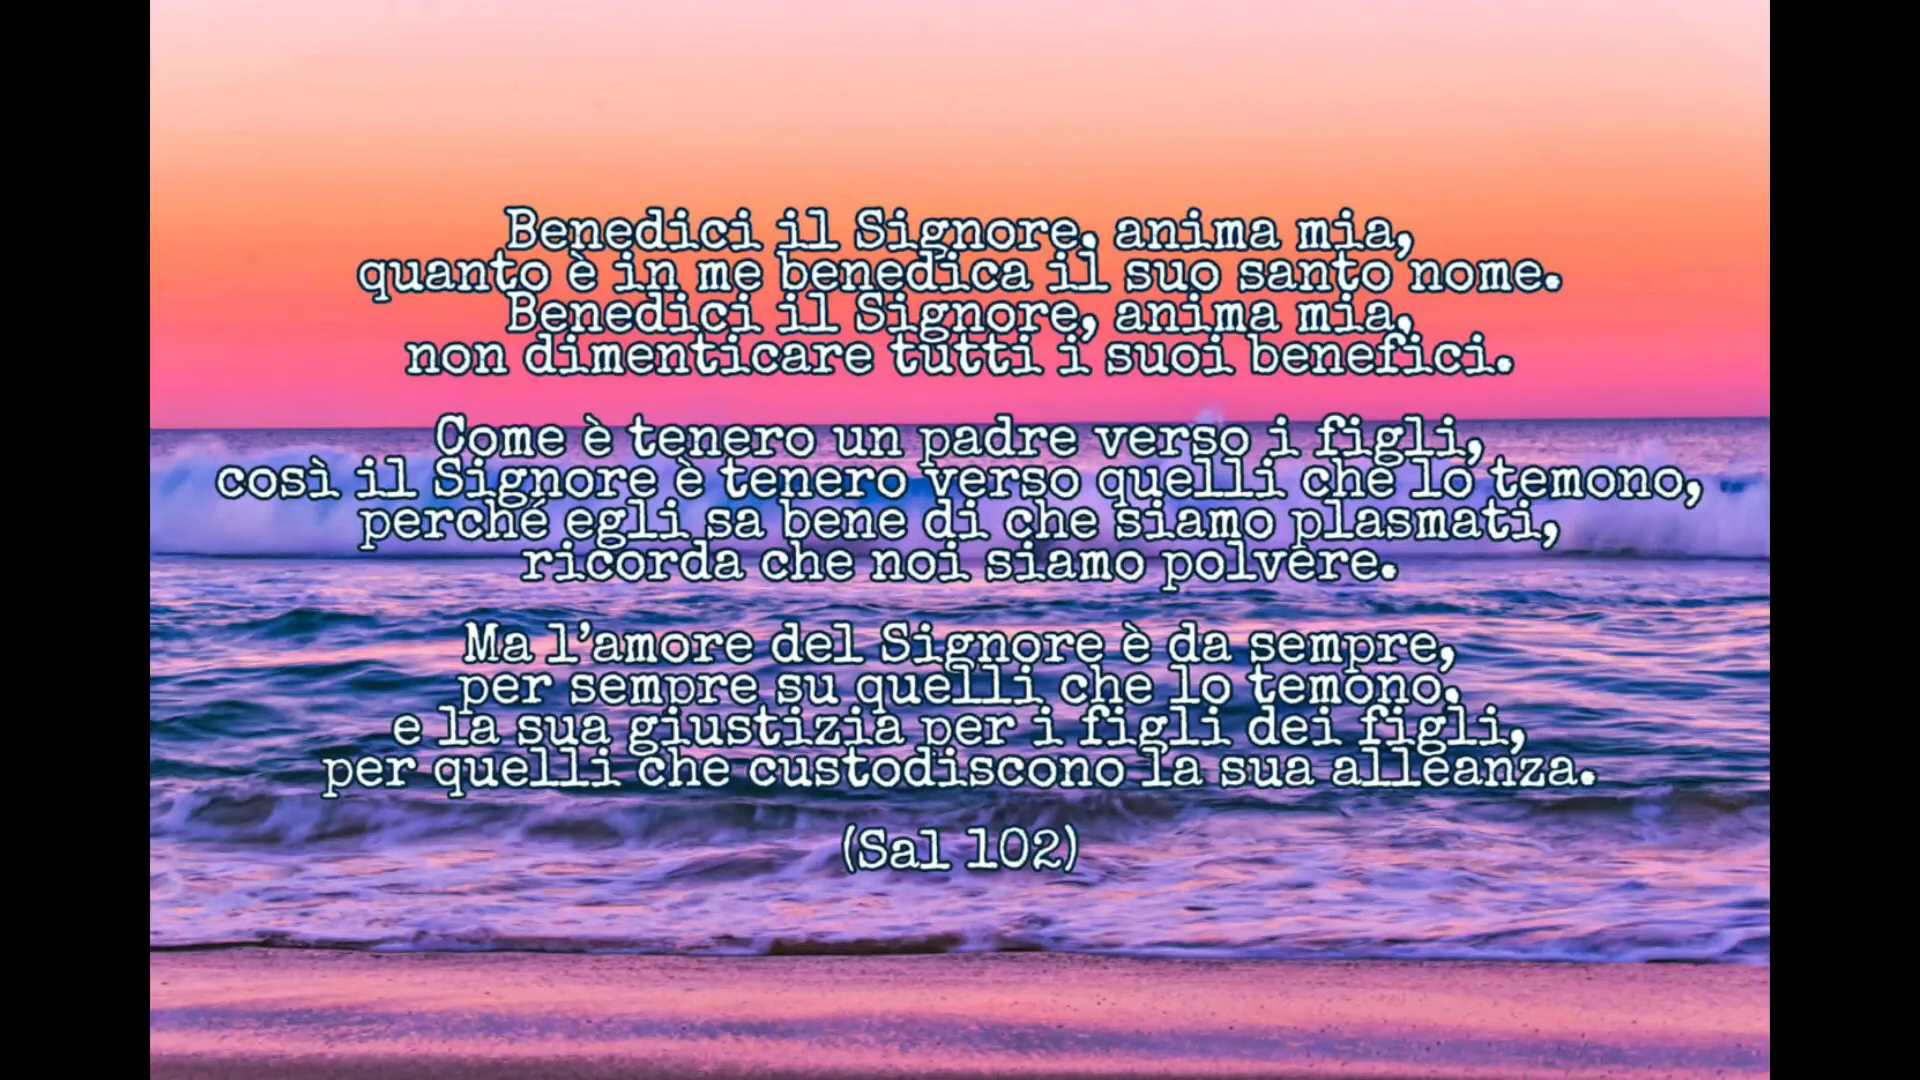 Benedici il Signore, anima mia,
quanto è in me benedica il suo santo nome.
Benedici il Signore, anima mia,
non dimenticare tutti i suoi benefici.
Come è tenero un padre verso i figli,
così il Signore è tenero verso quelli che lo temono,
perché egli sa bene di che siamo plasmati,
ricorda che noi siamo polvere.
Ma l'amore del Signore è da sempre,
per sempre su quelli che lo temono,
e la sua giustizia per i figli dei figli,
per quelli che custodiscono la sua alleanza.
(Sal 102)